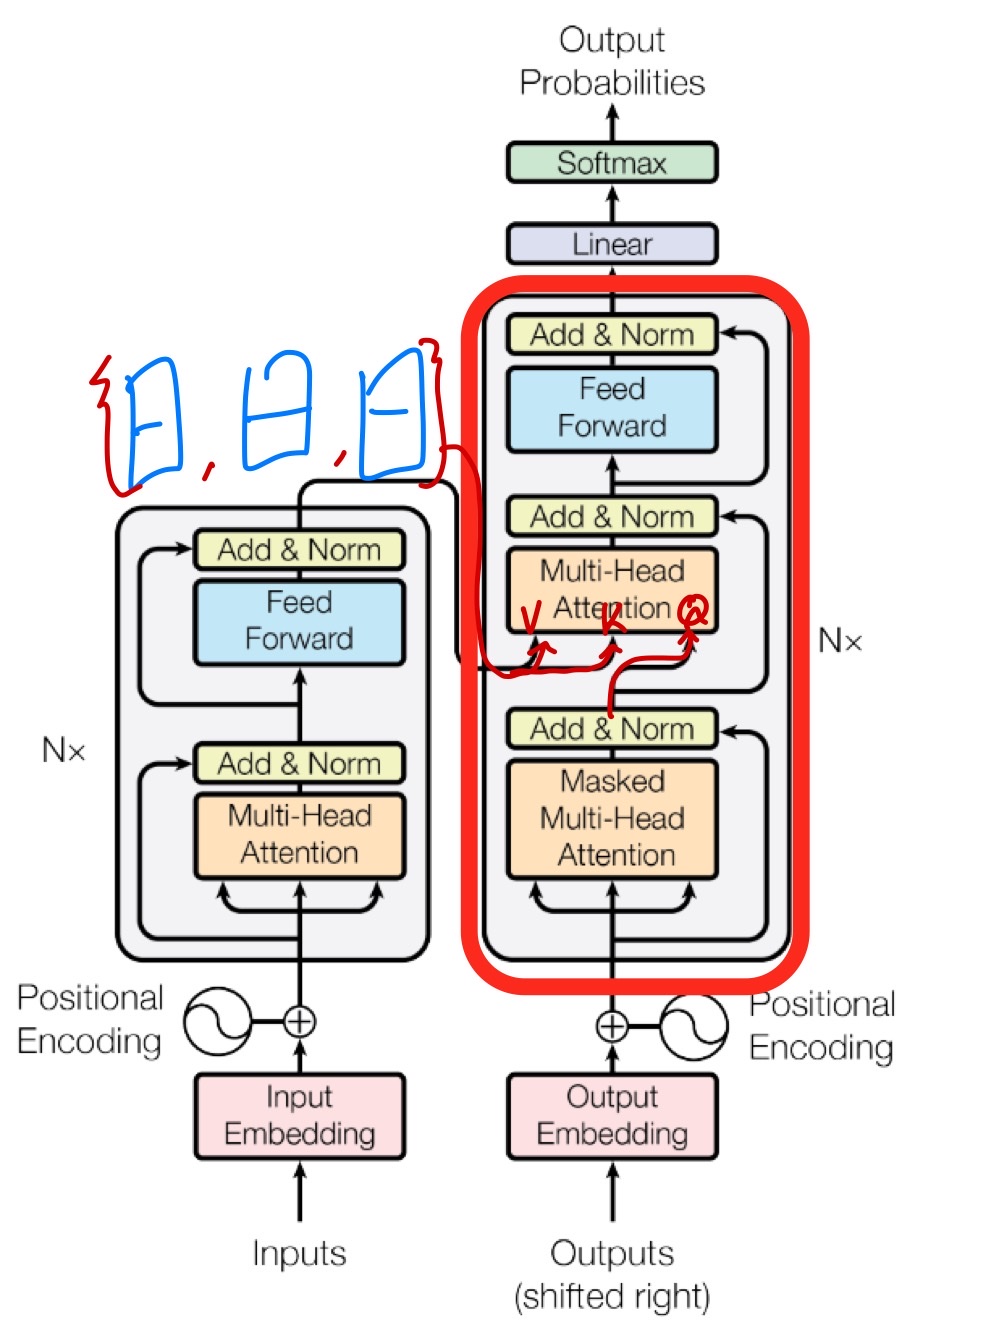 Output
Probabilities
Softmax
Linear
Add & Norm
Feed
Forward
Add & Norm
Multi-Head
Attention
V K Q
Nx
Add & Norm
Masked
Multi-Head
Attention
Positional
Encoding
Output
Embedding
Outputs
(shifted right)
{ , , }
Add & Norm
Feed
Forward
Nx
Add & Norm
Multi-Head
Attention
Positional
Encoding
Input
Embedding
Inputs